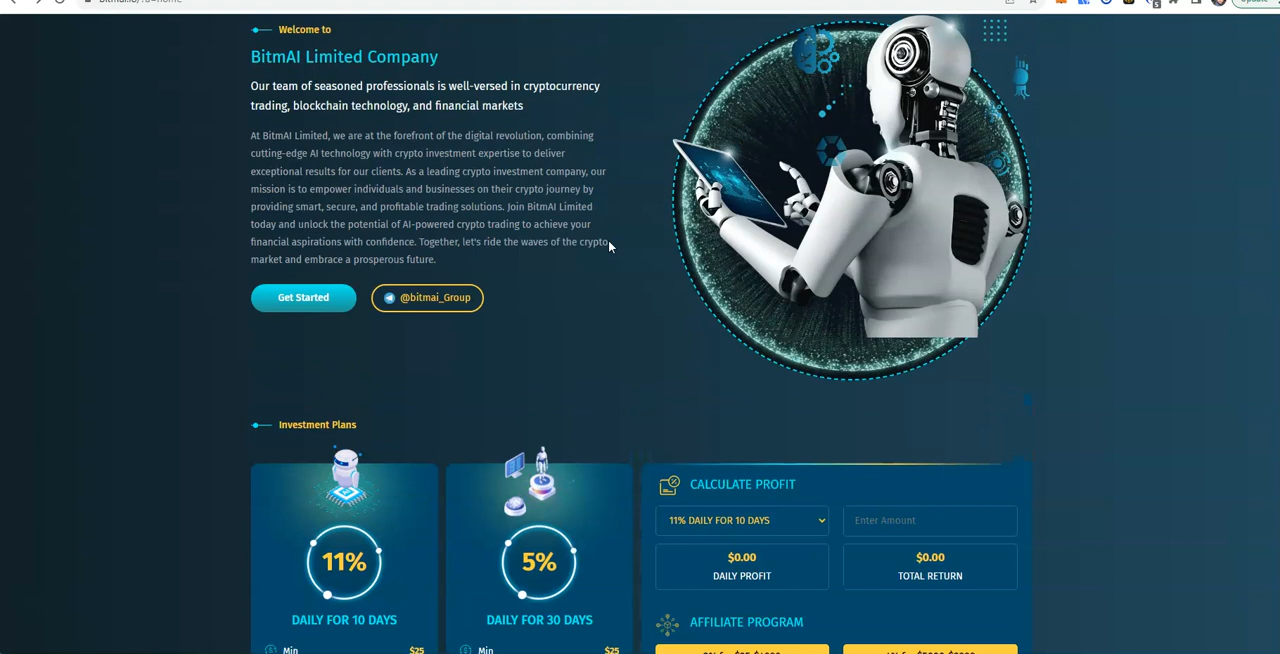 Welcome to
BitmAI Limited Company
Our team of seasoned professionals is well-versed in cryptocurrency
trading, blockchain technology, and financial markets
At BitmAI Limited, we are at the forefront of the digital revolution, combining
cutting-edge AI technology with crypto investment expertise to deliver
exceptional results for our clients. As a leading crypto investment company, our
mission is to empower individuals and businesses on their crypto journey by
providing smart, secure, and profitable trading solutions. Join BitmAI Limited
today and unlock the potential of AI-powered crypto trading to achieve your
financial aspirations with confidence. Together, let's ride the waves of the crypto
market and embrace a prosperous future.
Get Started
@bitmai_Group
Investment Plans
11%
DAILY FOR 10 DAYS
Min $25
5%
DAILY FOR 30 DAYS
Min $25
CALCULATE PROFIT
11% DAILY FOR 10 DAYS
Enter Amount
$0.00
DAILY PROFIT
$0.00
TOTAL RETURN
AFFILIATE PROGRAM